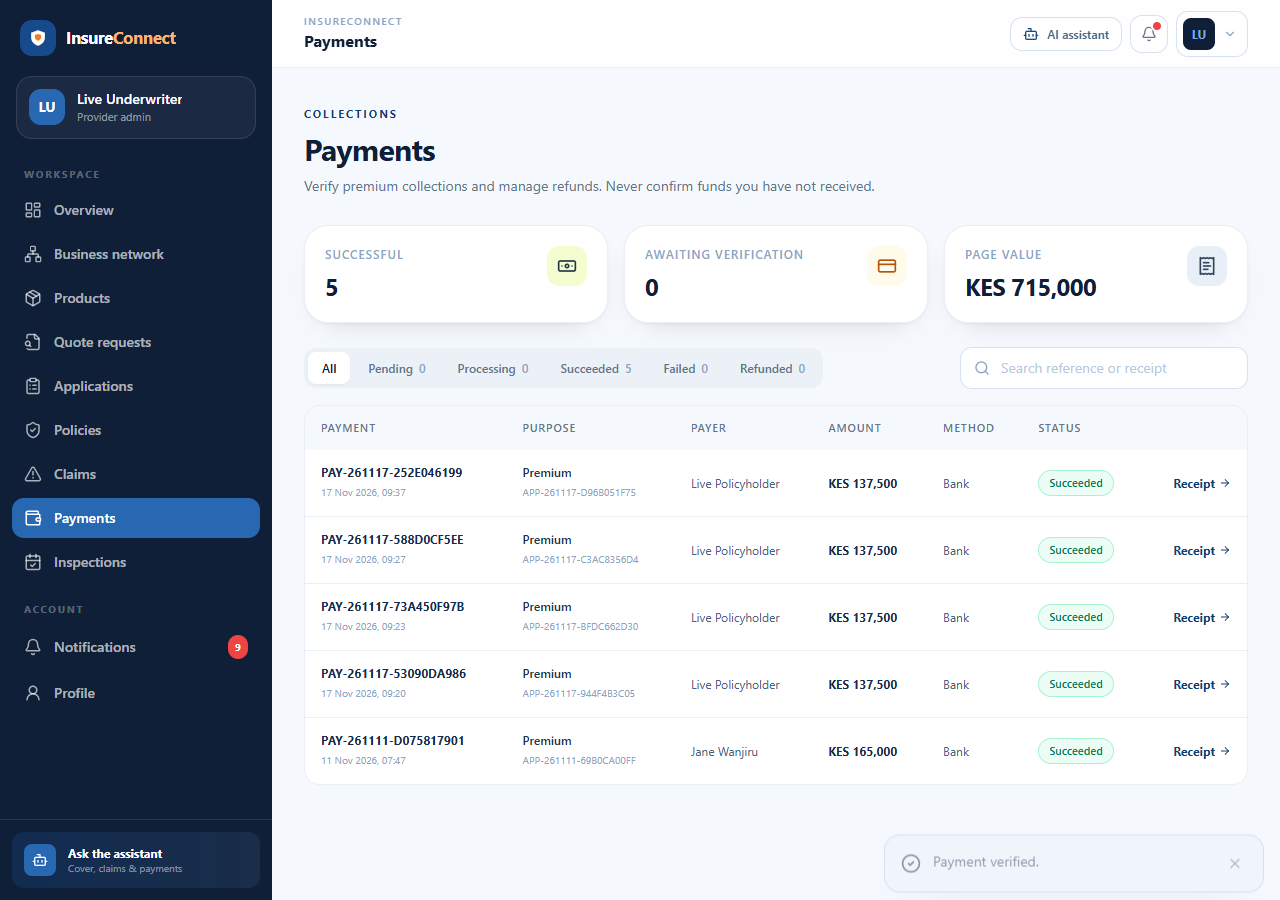 InsureConnect
LU
Live Underwriter
Provider admin
WORKSPACE
Overview
Business network
Products
Quote requests
Applications
Policies
Claims
Payments
Inspections
ACCOUNT
Notifications 9
Profile
Ask the assistant
Cover, claims & payments
INSURECONNECT
Payments
AI assistant
LU
COLLECTIONS
Payments
Verify premium collections and manage refunds. Never confirm funds you have not received.
SUCCESSFUL
5
AWAITING VERIFICATION
0
PAGE VALUE
KES 715,000
All Pending 0 Processing 0 Succeeded 5 Failed 0 Refunded 0
Search reference or receipt
PAYMENT PURPOSE PAYER AMOUNT METHOD STATUS
PAY-261117-252E046199 Premium
17 Nov 2026, 09:37 APP-261117-D96B051F75
Live Policyholder KES 137,500 Bank Succeeded Receipt →
PAY-261117-588D0CF5EE Premium
17 Nov 2026, 09:27 APP-261117-C3AC8356D4
Live Policyholder KES 137,500 Bank Succeeded Receipt →
PAY-261117-73A450F97B Premium
17 Nov 2026, 09:23 APP-261117-BFDC662D30
Live Policyholder KES 137,500 Bank Succeeded Receipt →
PAY-261117-53090DA986 Premium
17 Nov 2026, 09:20 APP-261117-944F4B3C05
Live Policyholder KES 137,500 Bank Succeeded Receipt →
PAY-261111-D075817901 Premium
11 Nov 2026, 07:47 APP-261111-69B0CA00FF
Jane Wanjiru KES 165,000 Bank Succeeded Receipt →
Payment verified.